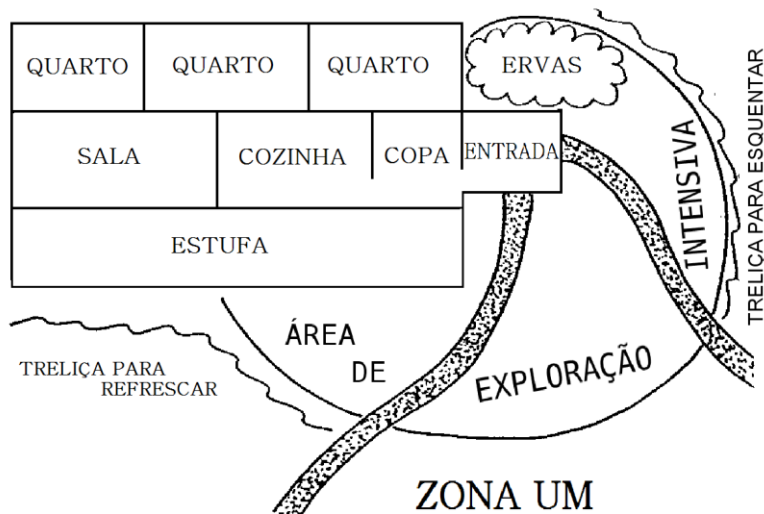 QUARTO
QUARTO
QUARTO
ERVAS
SALA
COZINHA
COPA
ENTRADA
ESTUFA
INTENSIVA
TRELIÇA PARA ESQUENTAR
ÁREA
DE
EXPLORAÇÃO
TRELIÇA PARA
REFRESCAR
ZONA UM